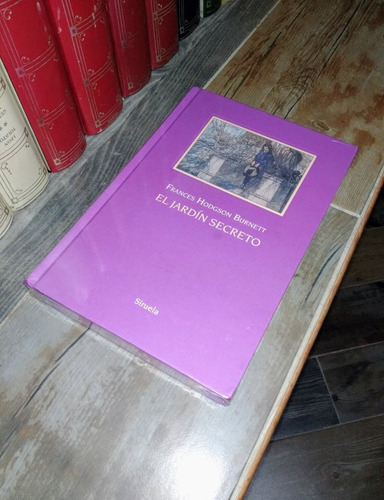 Frances Hodgson Burnett
EL JARDÍN SECRETO
Siruela